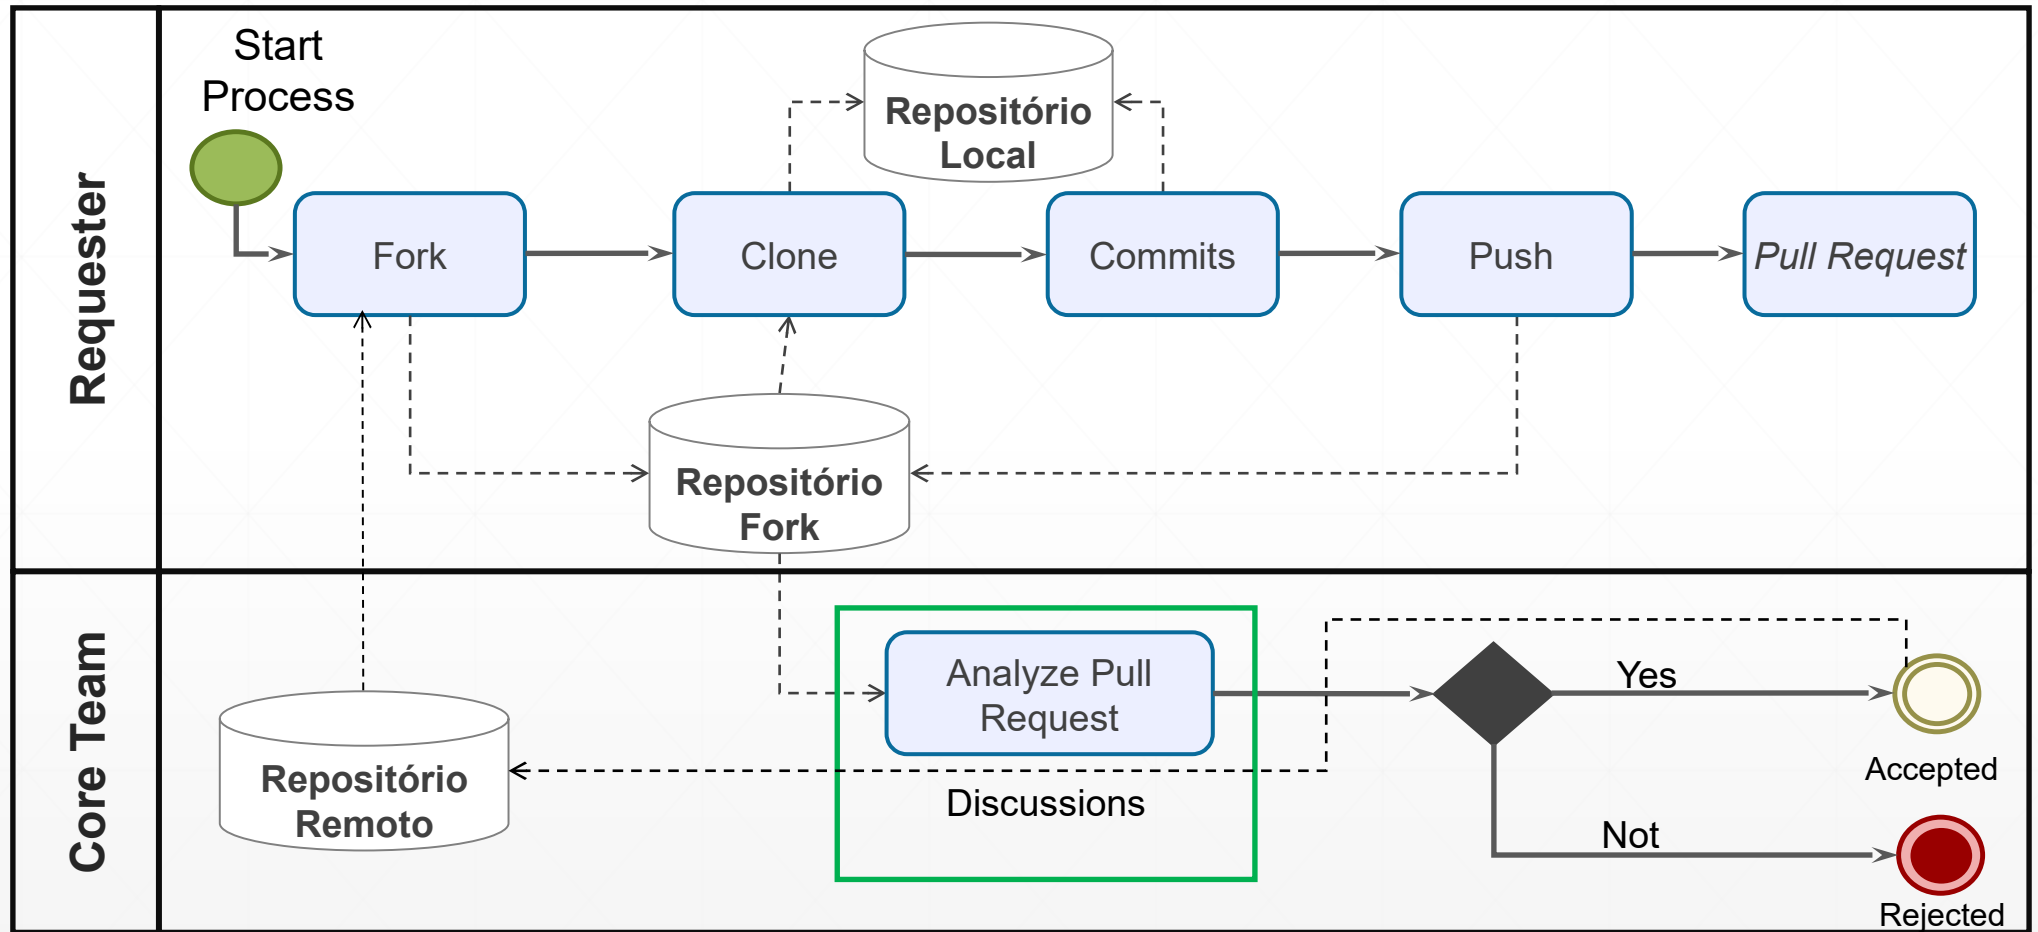 Requester
Start
Process
Repositório
Local
Fork
Clone
Commits
Push
Pull Request
Repositório
Fork
Core Team
Analyze Pull
Request
Discussions
Repositório
Remoto
Yes
Accepted
Not
Rejected